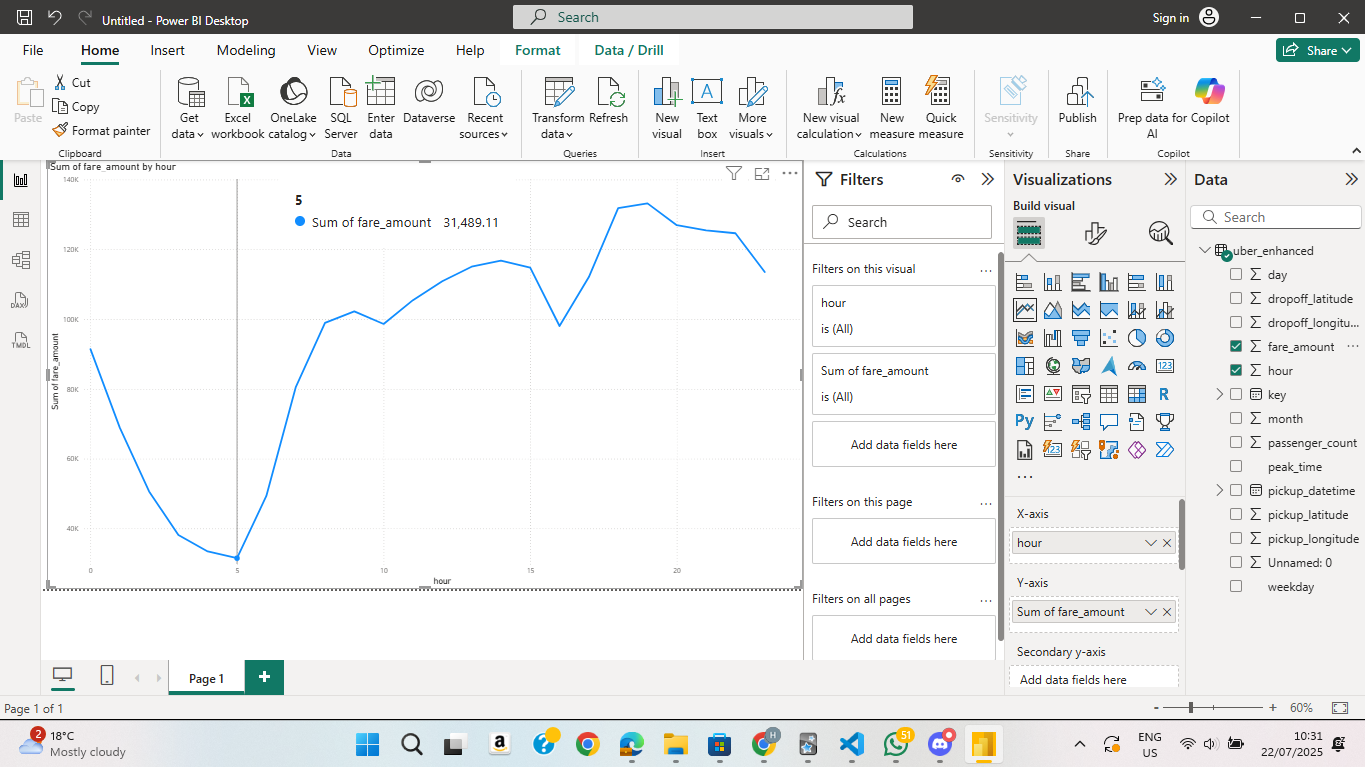 Untitled - Power BI Desktop
Search
Sign in
File Home Insert Modeling View Optimize Help Format Data / Drill
Share
Paste
Cut
Copy
Format painter
Clipboard
Get data
Excel workbook
OneLake catalog
SQL Server
Enter data
Dataverse
Recent sources
Data
Transform data
Refresh
Queries
New visual
Text box
More visuals
Insert
New visual calculation
New measure
Quick measure
Calculations
Sensitivity
Sensitivity
Publish
Share
Prep data for AI
Copilot
Copilot
Sum of fare_amount by hour
140K
120K
100K
80K
60K
40K
Sum of fare_amount
5
Sum of fare_amount 31,489.11
0 5 10 15 20
hour
Filters
Search
Filters on this visual
hour
is (All)
Sum of fare_amount
is (All)
Add data fields here
Filters on this page
Add data fields here
Filters on all pages
Add data fields here
Visualizations
Build visual
123
R
Py
123
X-axis
hour
Y-axis
Sum of fare_amount
Secondary y-axis
Add data fields here
Data
Search
uber_enhanced
day
dropoff_latitude
dropoff_longitu...
fare_amount
hour
key
month
passenger_count
peak_time
pickup_datetime
pickup_latitude
pickup_longitude
Unnamed: 0
weekday
DAX
TMDL
Page 1
Page 1 of 1
- + 60%
2
18°C
Mostly cloudy
H
51
ENG
US
10:31
22/07/2025